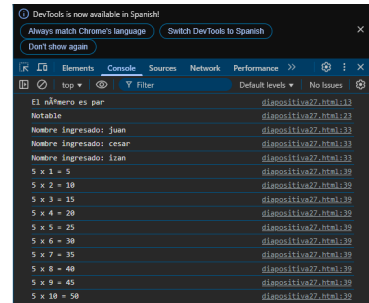 DevTools is now available in Spanish!
Always match Chrome's language Switch DevTools to Spanish
Don't show again
Elements Console Sources Network Performance
top Filter Default levels No Issues
El nÃºmero es par diapositiva27.html:13
Notable diapositiva27.html:23
Nombre ingresado: juan diapositiva27.html:33
Nombre ingresado: cesar diapositiva27.html:33
Nombre ingresado: izan diapositiva27.html:33
5 x 1 = 5 diapositiva27.html:39
5 x 2 = 10 diapositiva27.html:39
5 x 3 = 15 diapositiva27.html:39
5 x 4 = 20 diapositiva27.html:39
5 x 5 = 25 diapositiva27.html:39
5 x 6 = 30 diapositiva27.html:39
5 x 7 = 35 diapositiva27.html:39
5 x 8 = 40 diapositiva27.html:39
5 x 9 = 45 diapositiva27.html:39
5 x 10 = 50 diapositiva27.html:39